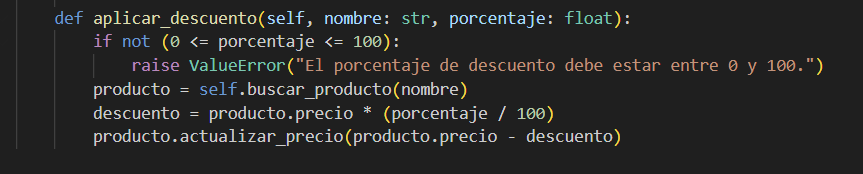 def aplicar_descuento(self, nombre: str, porcentaje: float):
if not (0 <= porcentaje <= 100):
raise ValueError("El porcentaje de descuento debe estar entre 0 y 100.")
producto = self.buscar_producto(nombre)
descuento = producto.precio * (porcentaje / 100)
producto.actualizar_precio(producto.precio - descuento)